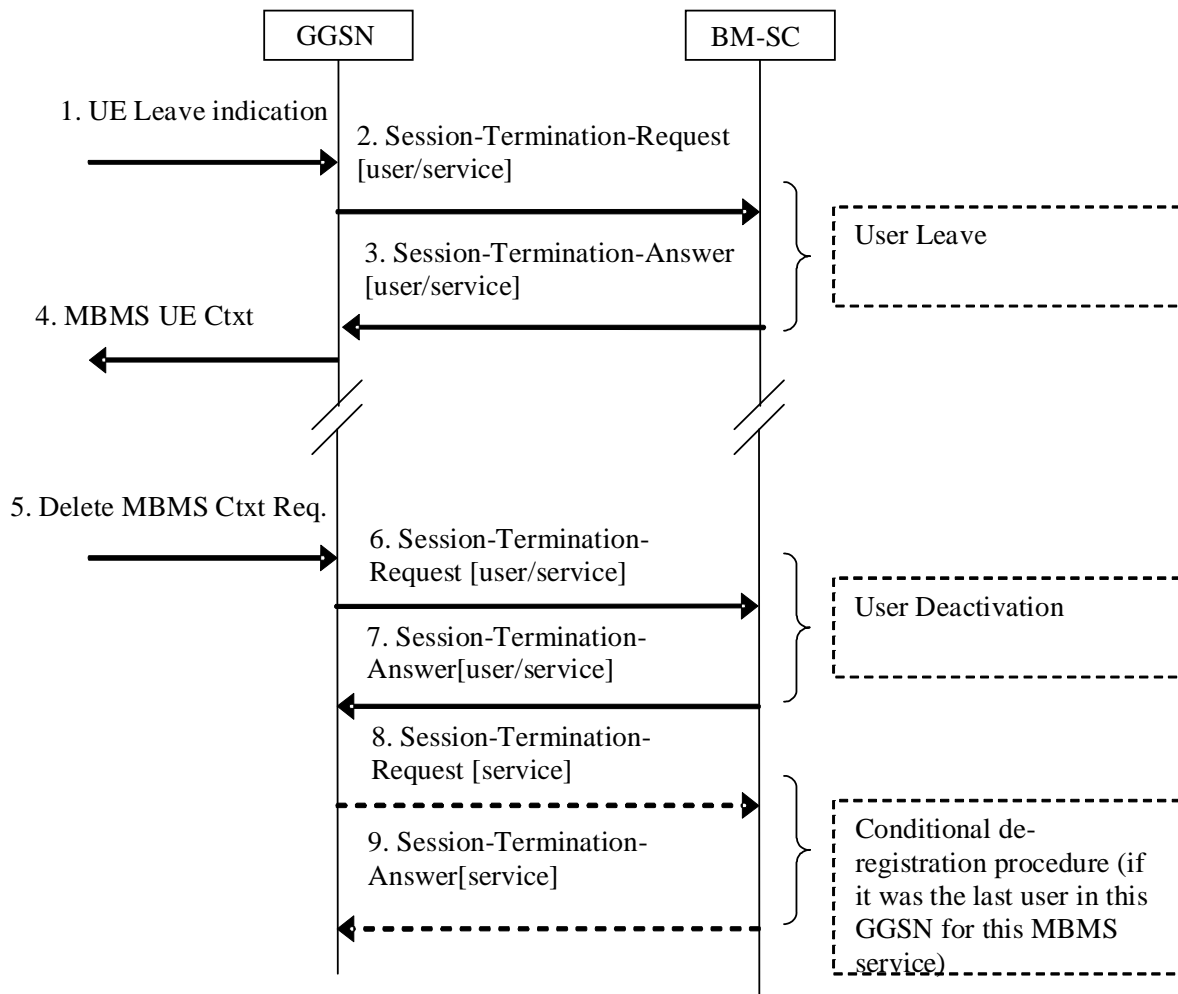 GGSN
BM-SC
1. UE Leave indication
2. Session-Termination-Request
[user/service]
User Leave
3. Session-Termination-Answer
[user/service]
4. MBMS UE Ctxt
5. Delete MBMS Ctxt Req.
6. Session-Termination-
Request [user/service]
User Deactivation
7. Session-Termination-
Answer[user/service]
8. Session-Termination-
Request [service]
9. Session-Termination-
Answer[service]
Conditional de-
registration procedure (if
it was the last user in this
GGSN for this MBMS
service)